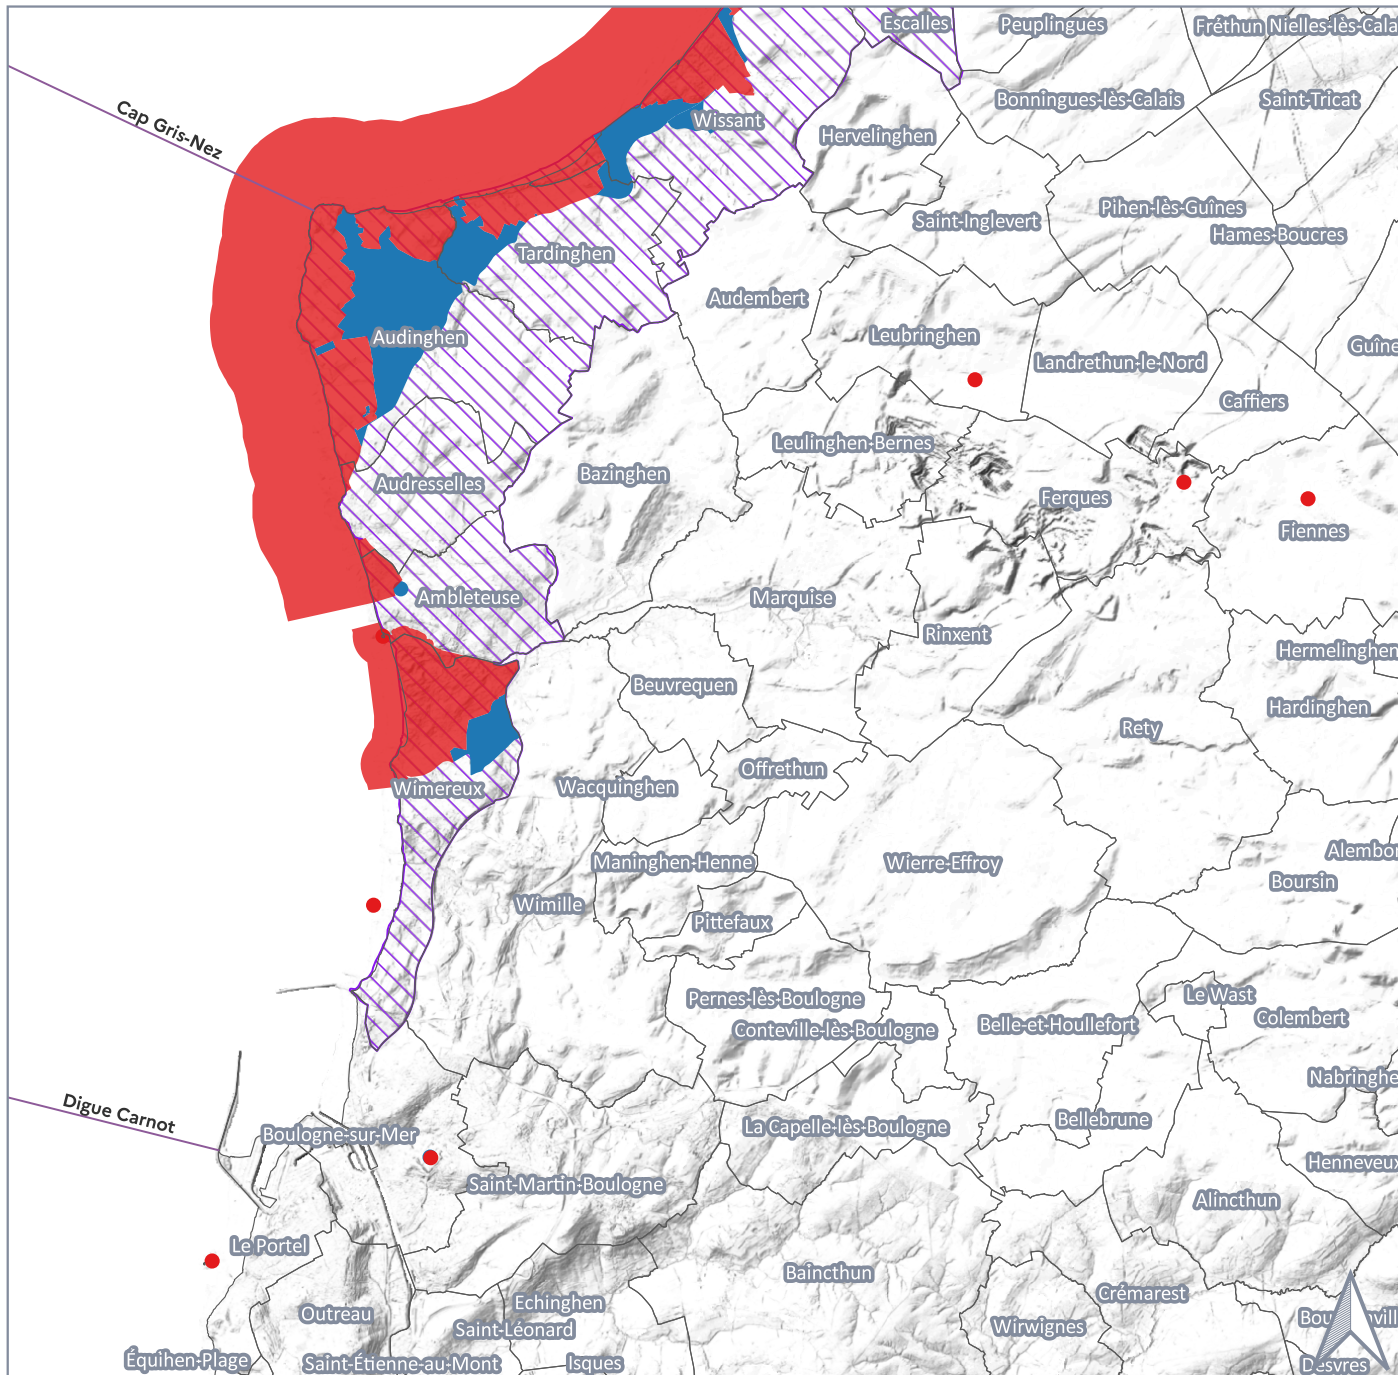 Escalles
Peuplingues
Fréthun
Nielles-lès-Cala
Bonningues-lès-Calais
Saint-Tricat
Cap Gris-Nez
Wissant
Hervelinghen
Saint-Inglevert
Pihen-lès-Guînes
Hames-Boucres
Tardinghen
Audembert
Audinghen
Leubringhen
Landrethun-le-Nord
Guîne
Caffiers
Leulinghen-Bernes
Bazinghen
Audresselles
Ferques
Fiennes
Ambleteuse
Marquise
Rinxent
Hermelinghen
Beuvrequen
Hardinghen
Rety
Offrethun
Wimereux
Wacquinghen
Maninghen-Henne
Wierre-Effroy
Alembo
Boursin
Wimille
Pittefaux
Pernes-lès-Boulogne
Le Wast
Colembert
Conteville-lès-Boulogne
Belle-et-Houllefort
Nabringhe
Digue Carnot
Boulogne-sur-Mer
La Capelle-lès-Boulogne
Bellebrune
Henneveux
Saint-Martin-Boulogne
Alincthun
Le Portel
Baincthun
Crémarest
Echinghen
Outreau
Saint-Léonard
Wirwignes
Équihen-Plage
Saint-Étienne-au-Mont
Isques
Desvres